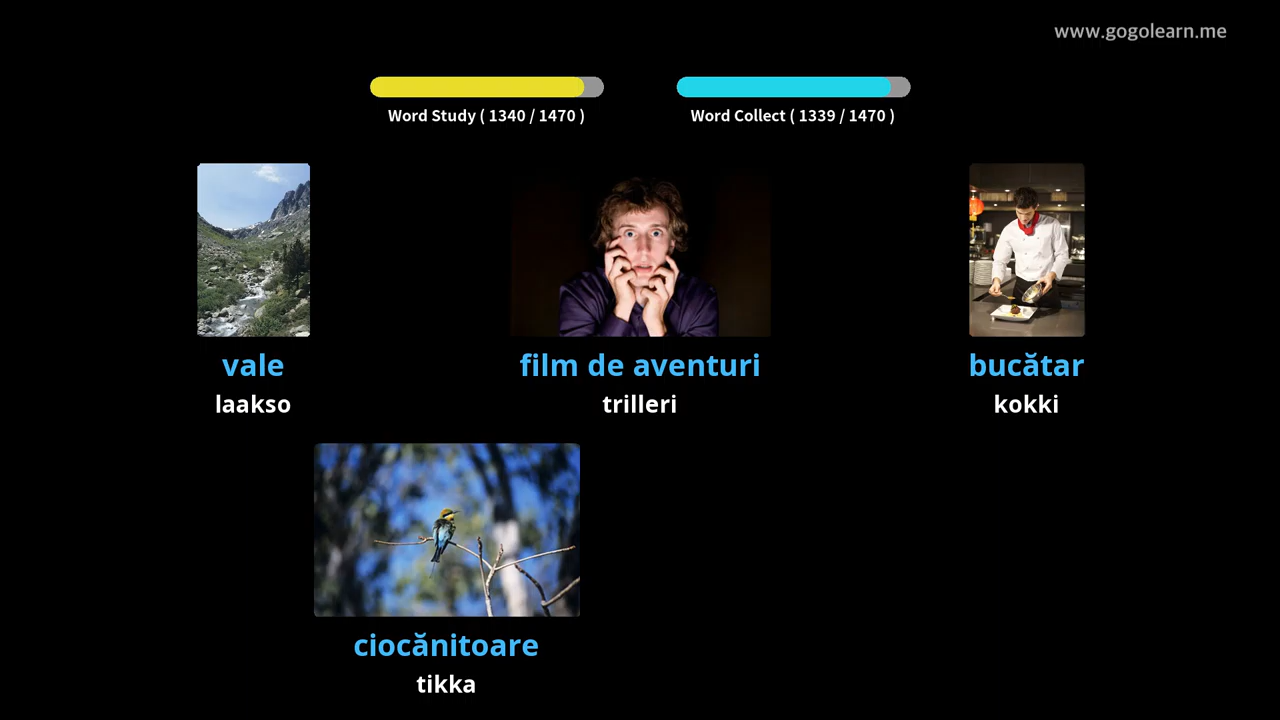 www.gogolearn.me
Word Study ( 1340 / 1470 )
Word Collect ( 1339 / 1470 )
vale
laakso
film de aventuri
trilleri
bucătar
kokki
ciocănitoare
tikka